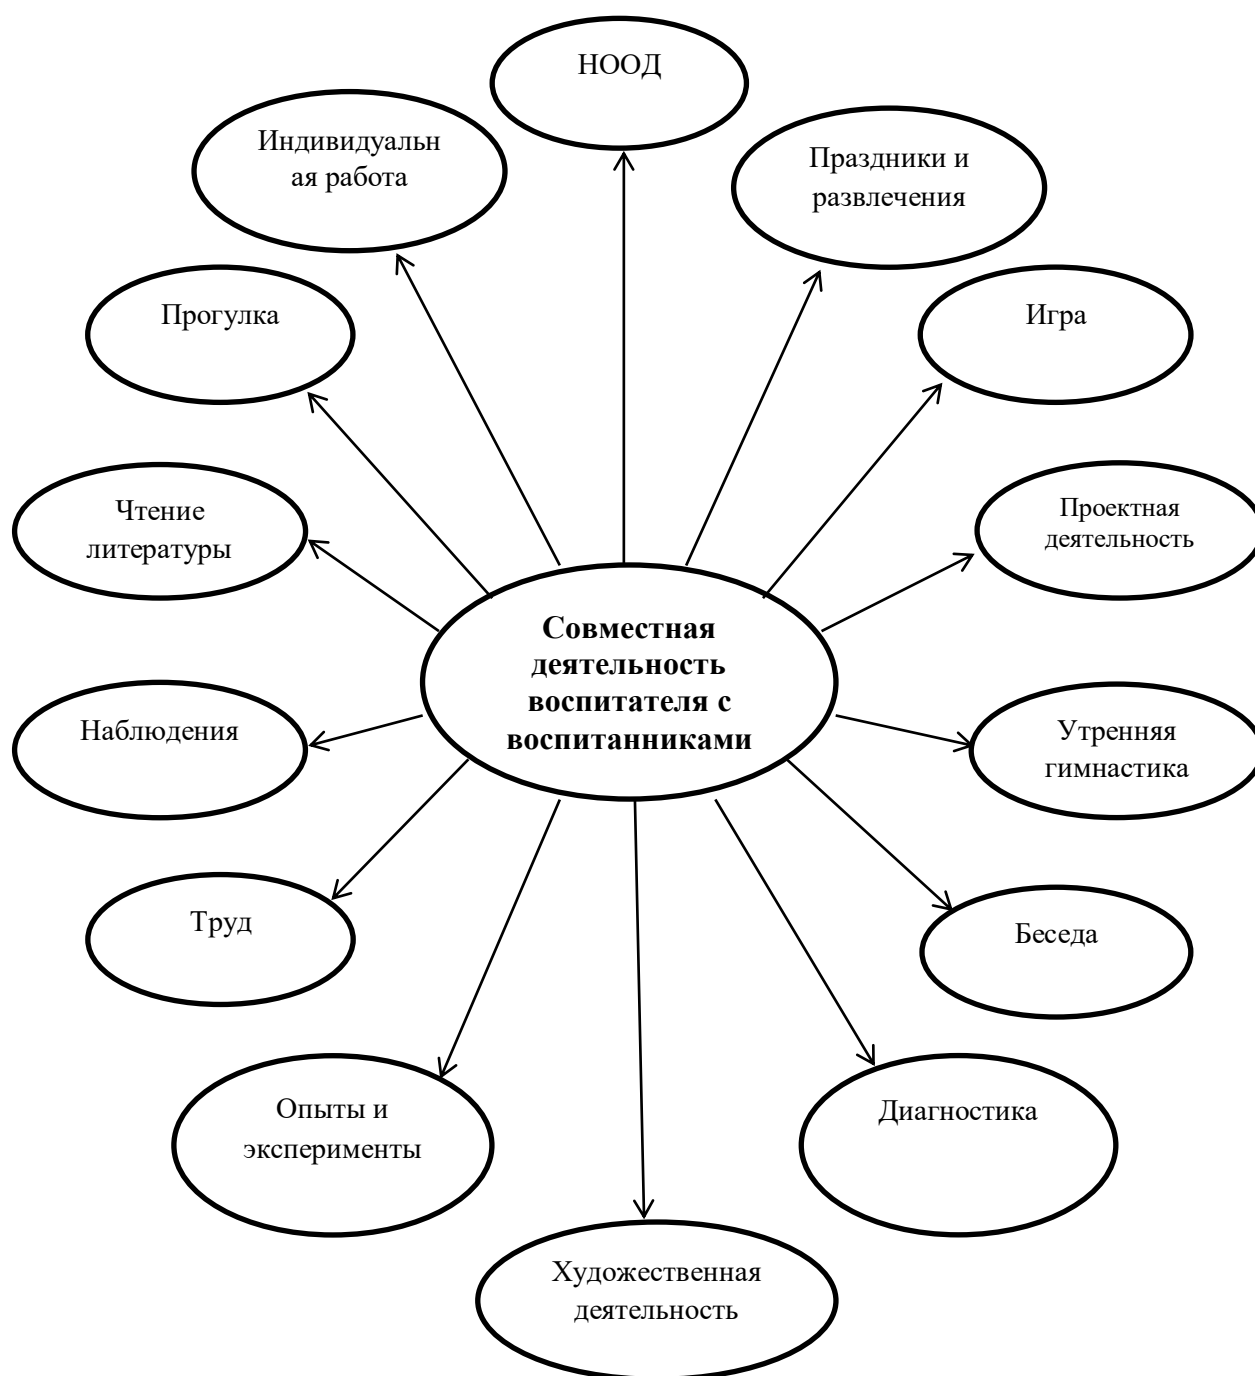 НООД
Индивидуальн
ая работа
Праздники и
развлечения
Прогулка
Игра
Чтение
литературы
Проектная
деятельность
Совместная
деятельность
воспитателя с
воспитанниками
Наблюдения
Утренняя
гимнастика
Труд
Беседа
Опыты и
эксперименты
Диагностика
Художественная
деятельность